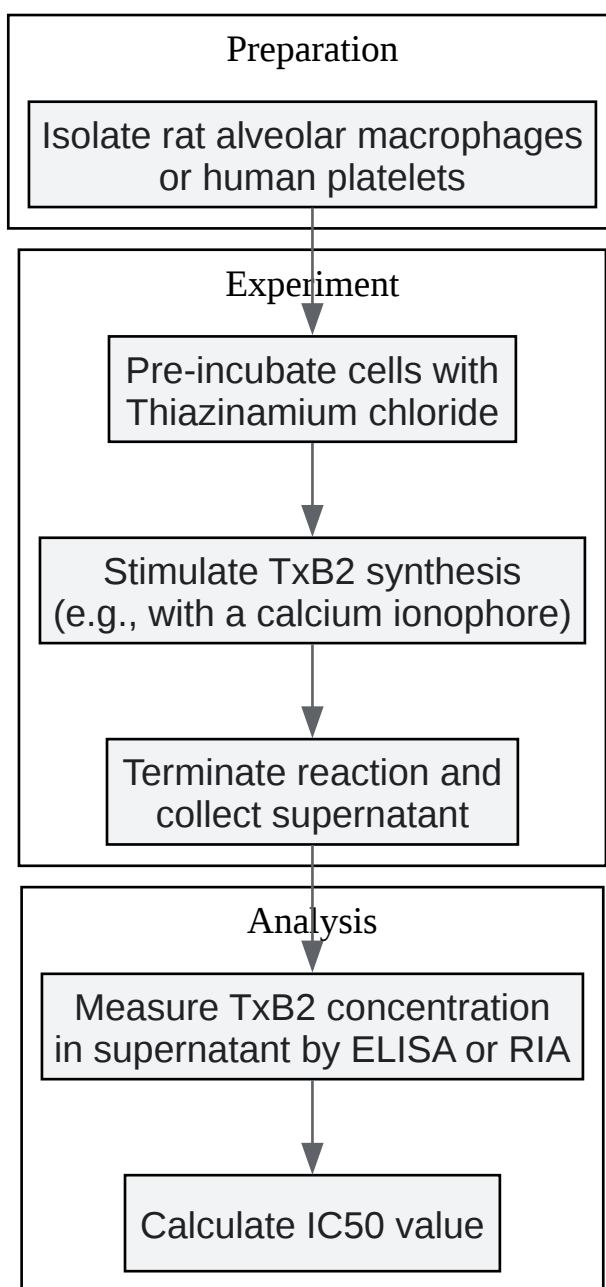 Preparation
Isolate rat alveolar macrophages
or human platelets
Experiment
Pre-incubate cells with
Thiazinamium chloride
Stimulate TxB2 synthesis
(e.g., with a calcium ionophore)
Terminate reaction and
collect supernatant
Analysis
Measure TxB2 concentration
in supernatant by ELISA or RIA
Calculate IC50 value